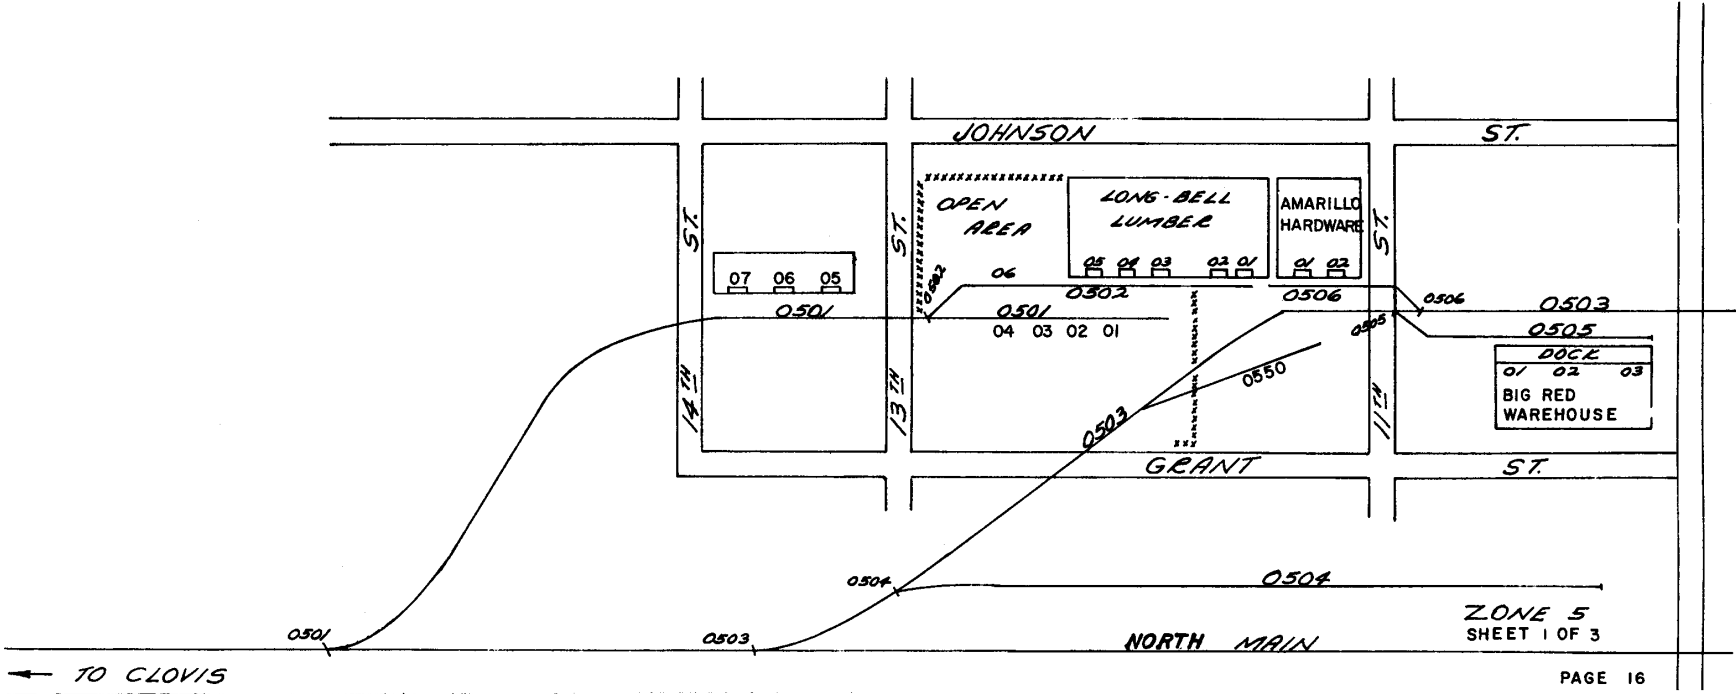 JOHNSON ST.
14TH ST.
13TH ST.
11TH ST.
OPEN
AREA
LONG-BELL
LUMBER
AMARILLO
HARDWARE
05 04 03 02 01
01 02
07 06 05
06
0502
0502
0506
0506
0503
0501
0501
04 03 02 01
0505
0505
DOCK
01 02 03
BIG RED
WAREHOUSE
0550
0503
GRANT ST.
0504
0504
ZONE 5
SHEET 1 OF 3
0501
0503
NORTH MAIN
← TO CLOVIS
PAGE 16